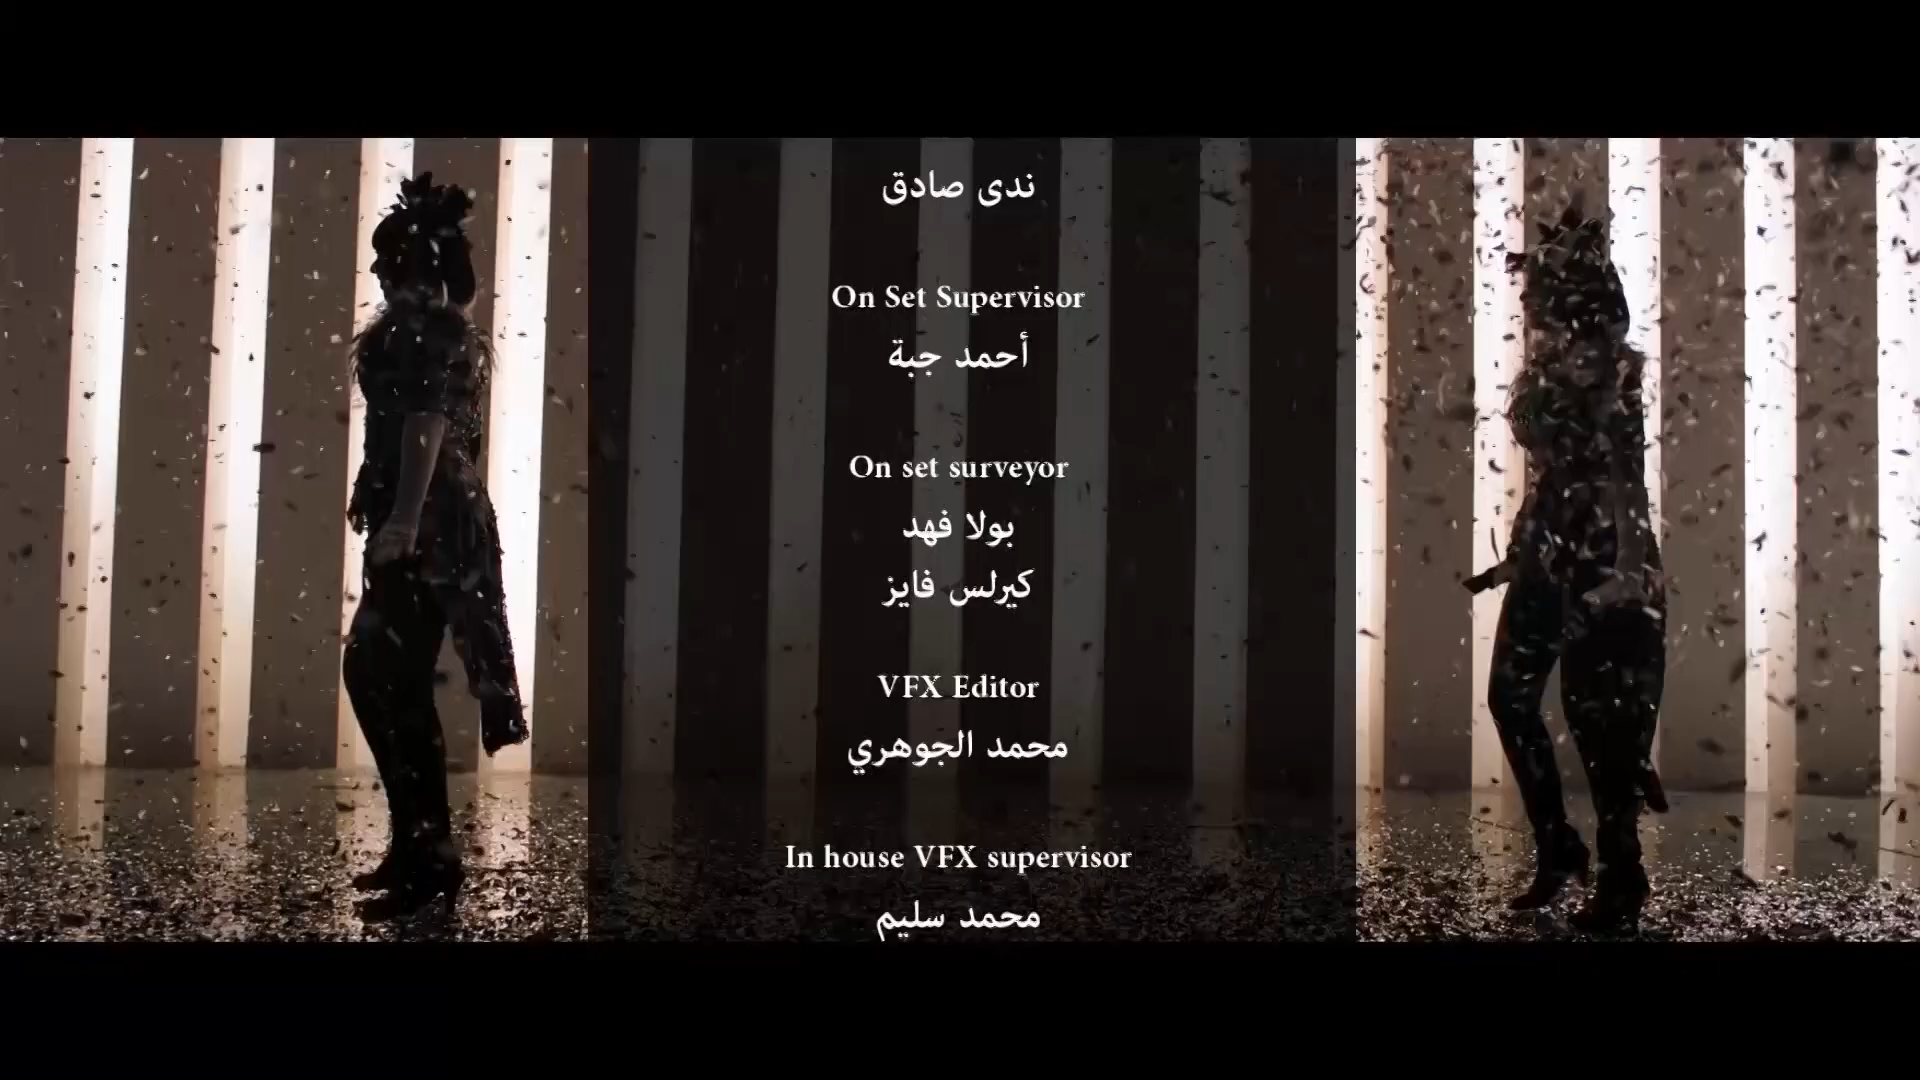 ندى صادق
On Set Supervisor
أحمد جبة
On set surveyor
بولا فهد
كيرلس فايز
VFX Editor
محمد الجوهري
In house VFX supervisor
محمد سليم